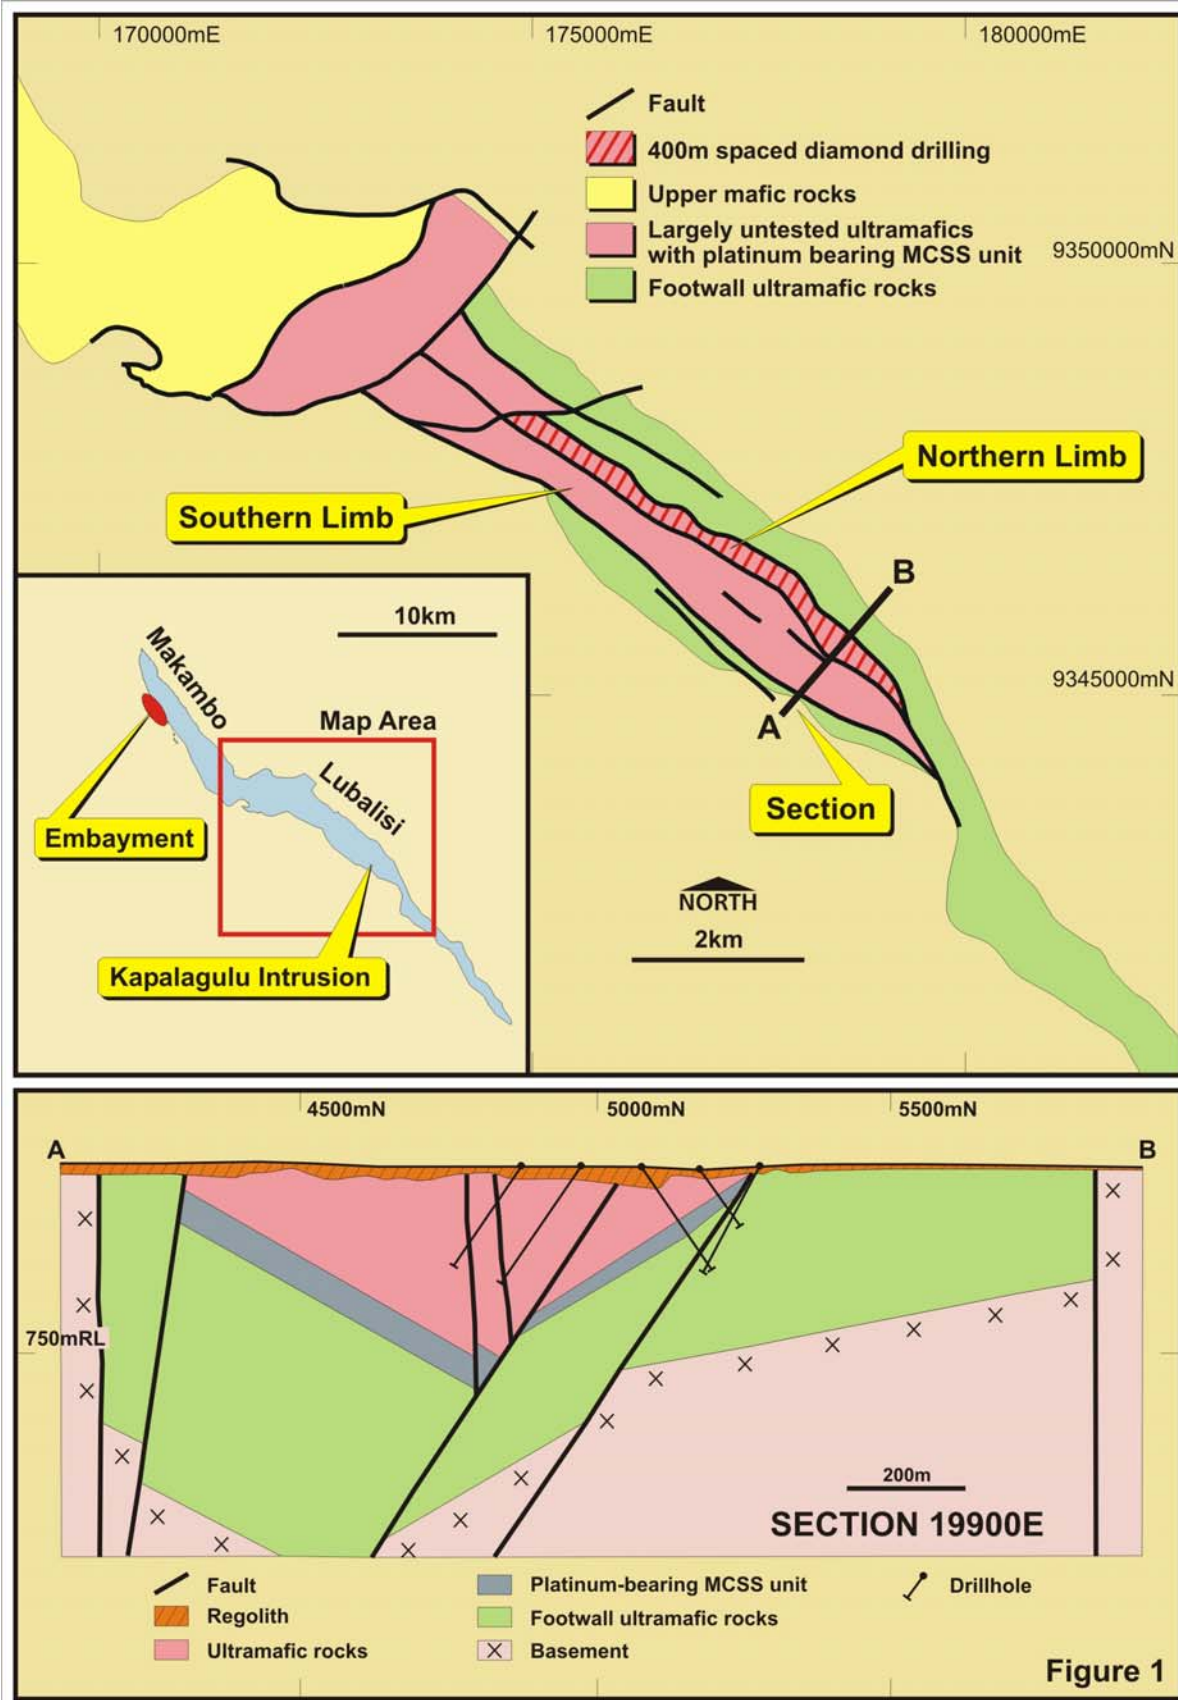 170000mE
175000mE
180000mE
Fault
400m spaced diamond drilling
Upper mafic rocks
Largely untested ultramafics
with platinum bearing MCSS unit
Footwall ultramafic rocks
9350000mN
Northern Limb
Southern Limb
B
A
9345000mN
Section
NORTH
2km
10km
Makambo
Map Area
Lubalisi
Embayment
Kapalagulu Intrusion
4500mN
5000mN
5500mN
A
B
750mRL
200m
SECTION 19900E
Fault
Regolith
Ultramafic rocks
Platinum-bearing MCSS unit
Footwall ultramafic rocks
Basement
Drillhole
Figure 1